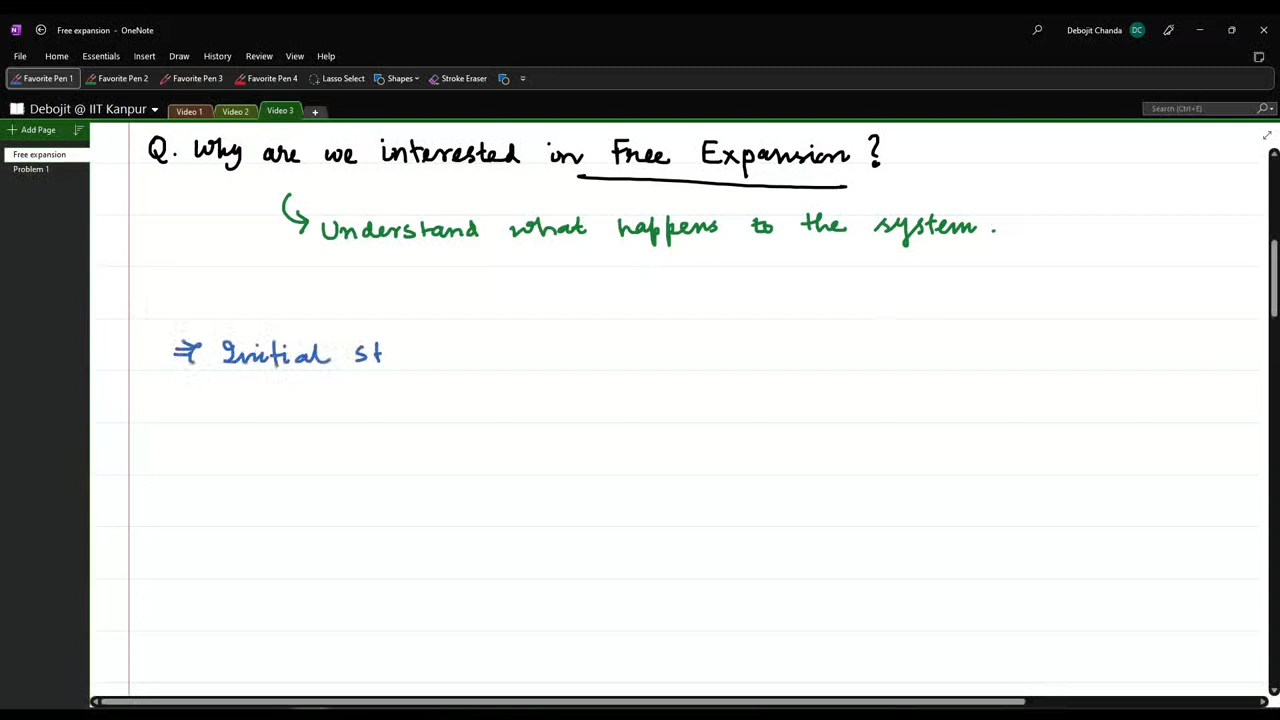 Free expansion - OneNote
Debojit Chanda DC
File Home Essentials Insert Draw History Review View Help
Favorite Pen 1 Favorite Pen 2 Favorite Pen 3 Favorite Pen 4 Lasso Select Shapes Stroke Eraser
Debojit @ IIT Kanpur Video 1 Video 2 Video 3 Search (Ctrl+E)
Add Page
Free expansion
Problem 1
Q. Why are we interested in Free Expansion ?
Understand what happens to the system.
⇒ Initial st